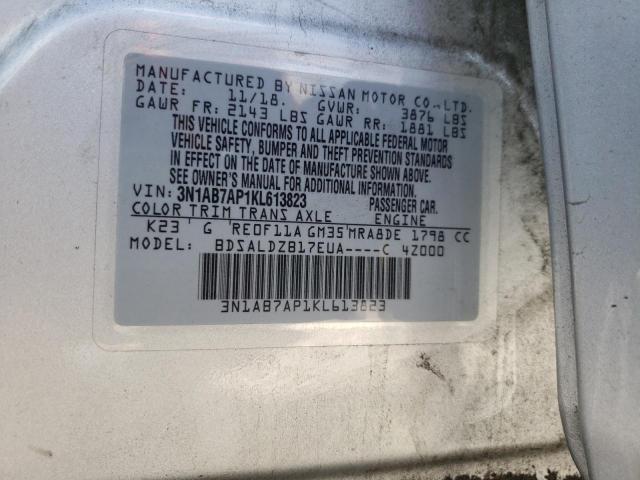 MANUFACTURED BY NISSAN MOTOR CO., LTD.
DATE: 11/18. GVWR: 3876 LBS
GAWR FR: 2143 LBS GAWR RR: 1881 LBS
THIS VEHICLE CONFORMS TO ALL APPLICABLE FEDERAL MOTOR
VEHICLE SAFETY, BUMPER AND THEFT PREVENTION STANDARDS
IN EFFECT ON THE DATE OF MANUFACTURE SHOWN ABOVE.
SEE OWNER'S MANUAL FOR ADDITIONAL INFORMATION.
VIN: 3N1AB7AP1KL613823 PASSENGER CAR.
COLOR TRIM TRANS AXLE ENGINE
K23 G RE0F11A GM35 MRA8DE 1798 CC
MODEL: BDSALDZB17EUA----C 4Z000
3N1AB7AP1KL613823